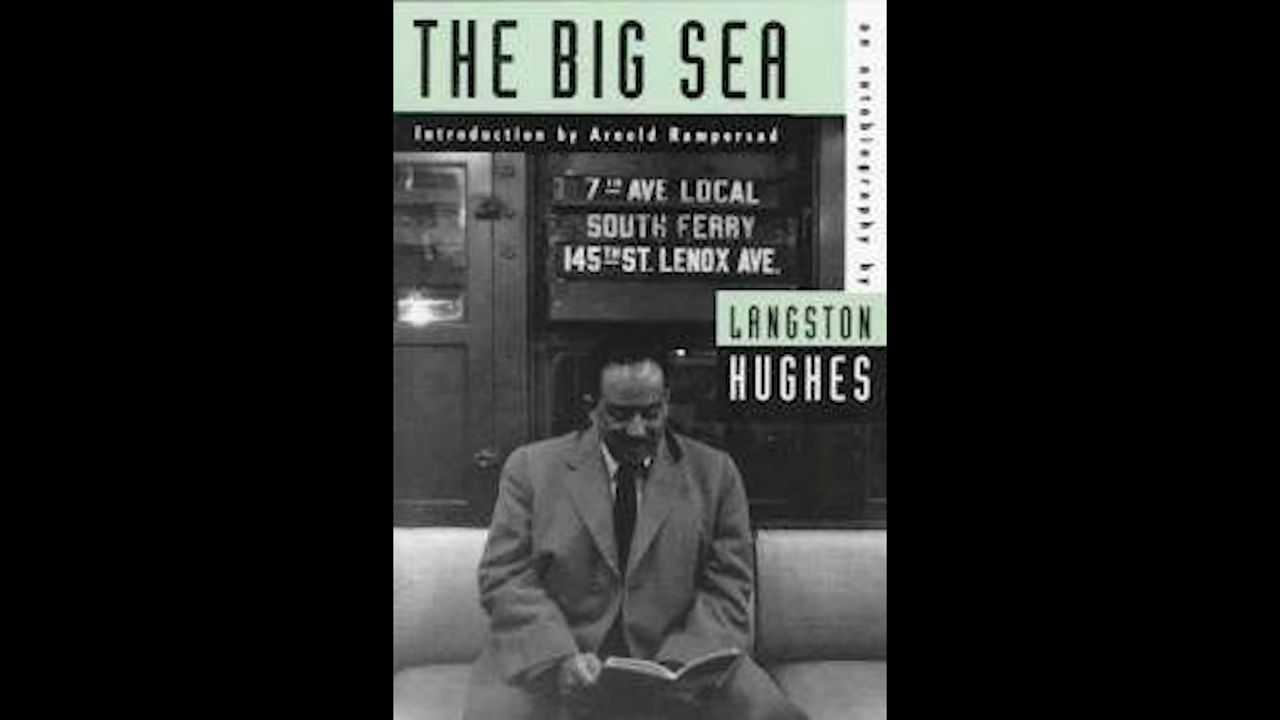 THE BIG SEA
an autobiography by
Introduction by Arnold Rampersad
7TH AVE LOCAL
SOUTH FERRY
145TH ST. LENOX AVE.
LANGSTON
HUGHES